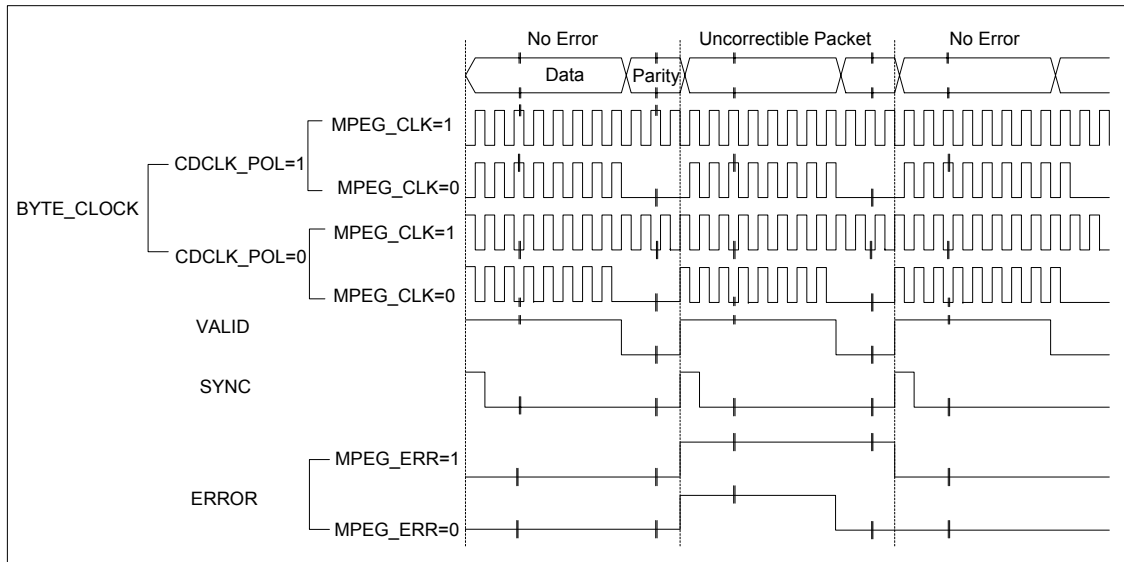 No Error Uncorrectible Packet No Error
Data Parity
MPEG_CLK=1
CDCLK_POL=1
MPEG_CLK=0
BYTE_CLOCK
MPEG_CLK=1
CDCLK_POL=0
MPEG_CLK=0
VALID
SYNC
MPEG_ERR=1
ERROR
MPEG_ERR=0